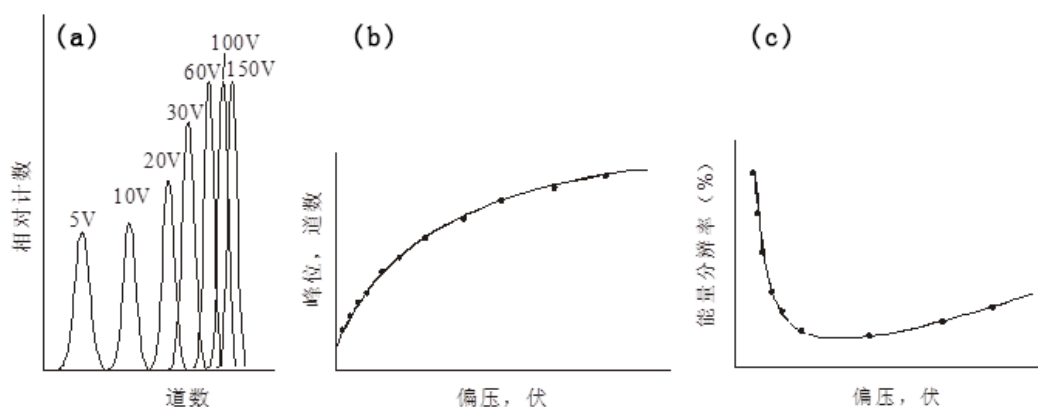 (a)
5V
10V
20V
30V
60V
100V
150V
相对计数
道数
(b)
峰位，道数
偏压，伏
(c)
能量分辨率（%）
偏压，伏